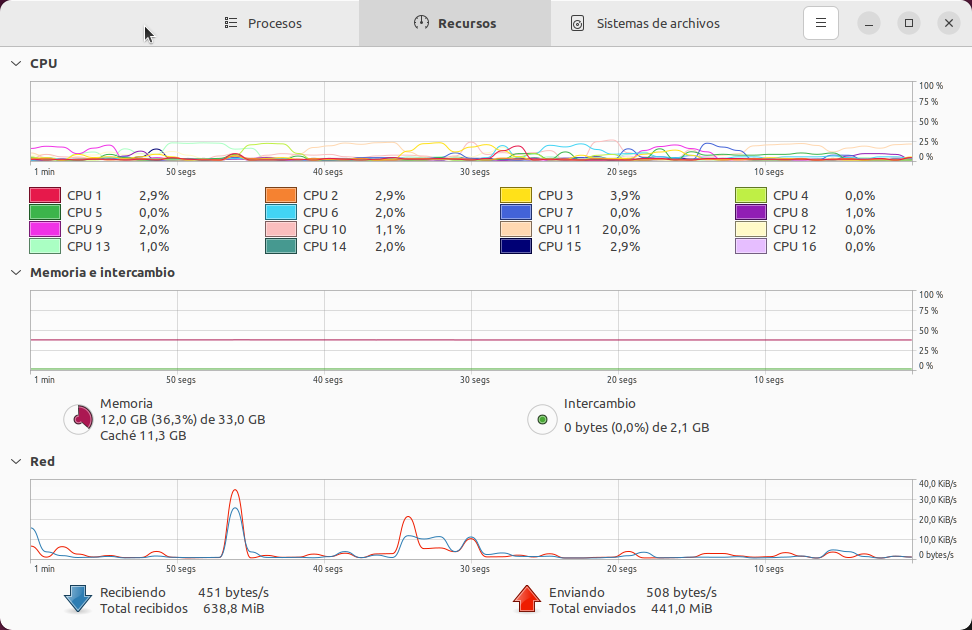 Procesos Recursos Sistemas de archivos
CPU
100 %
75 %
50 %
25 %
0 %
1 min 50 segs 40 segs 30 segs 20 segs 10 segs
CPU 1 2,9% CPU 2 2,9% CPU 3 3,9% CPU 4 0,0%
CPU 5 0,0% CPU 6 2,0% CPU 7 0,0% CPU 8 1,0%
CPU 9 2,0% CPU 10 1,1% CPU 11 20,0% CPU 12 0,0%
CPU 13 1,0% CPU 14 2,0% CPU 15 2,9% CPU 16 0,0%
Memoria e intercambio
100 %
75 %
50 %
25 %
0 %
1 min 50 segs 40 segs 30 segs 20 segs 10 segs
Memoria
12,0 GB (36,3%) de 33,0 GB
Caché 11,3 GB
Intercambio
0 bytes (0,0%) de 2,1 GB
Red
40,0 KiB/s
30,0 KiB/s
20,0 KiB/s
10,0 KiB/s
0 bytes/s
1 min 50 segs 40 segs 30 segs 20 segs 10 segs
Recibiendo 451 bytes/s
Total recibidos 638,8 MiB
Enviando 508 bytes/s
Total enviados 441,0 MiB